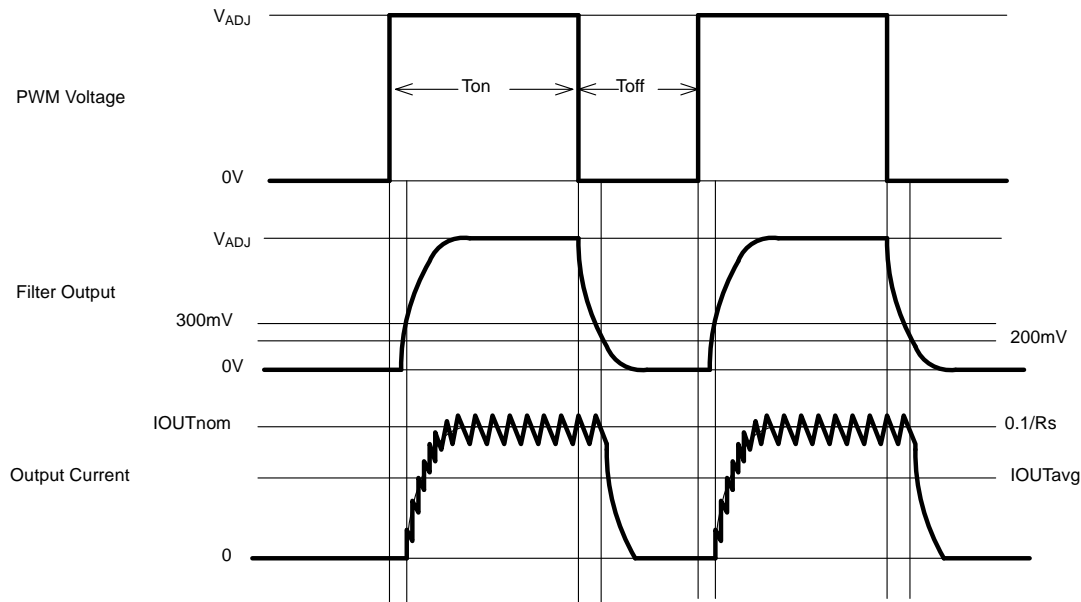 VADJ
Ton
Toff
PWM Voltage
0V
VADJ
Filter Output
300mV
200mV
0V
IOUTnom
0.1/Rs
Output Current
IOUTavg
0